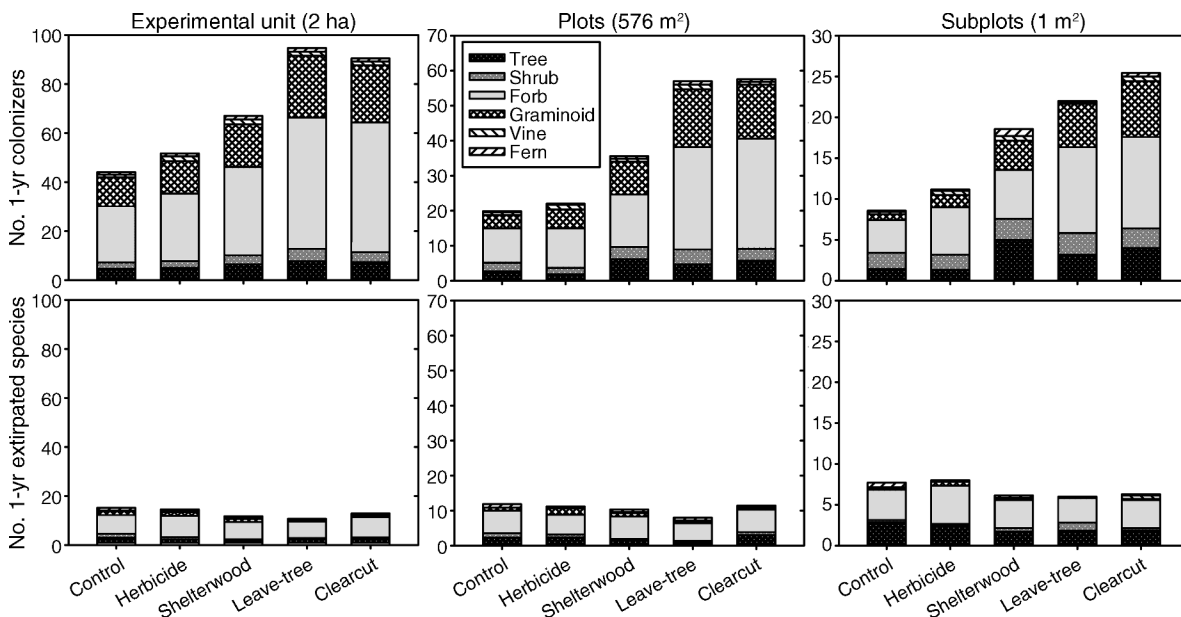 Experimental unit (2 ha)
Plots (576 m²)
Subplots (1 m²)
No. 1-yr colonizers
100
80
60
40
20
0
70
60
50
40
30
20
10
0
Tree
Shrub
Forb
Graminoid
Vine
Fern
30
25
20
15
10
5
0
No. 1-yr extirpated species
100
80
60
40
20
0
70
60
50
40
30
20
10
0
30
25
20
15
10
5
0
Control
Herbicide
Shelterwood
Leave-tree
Clearcut
Control
Herbicide
Shelterwood
Leave-tree
Clearcut
Control
Herbicide
Shelterwood
Leave-tree
Clearcut